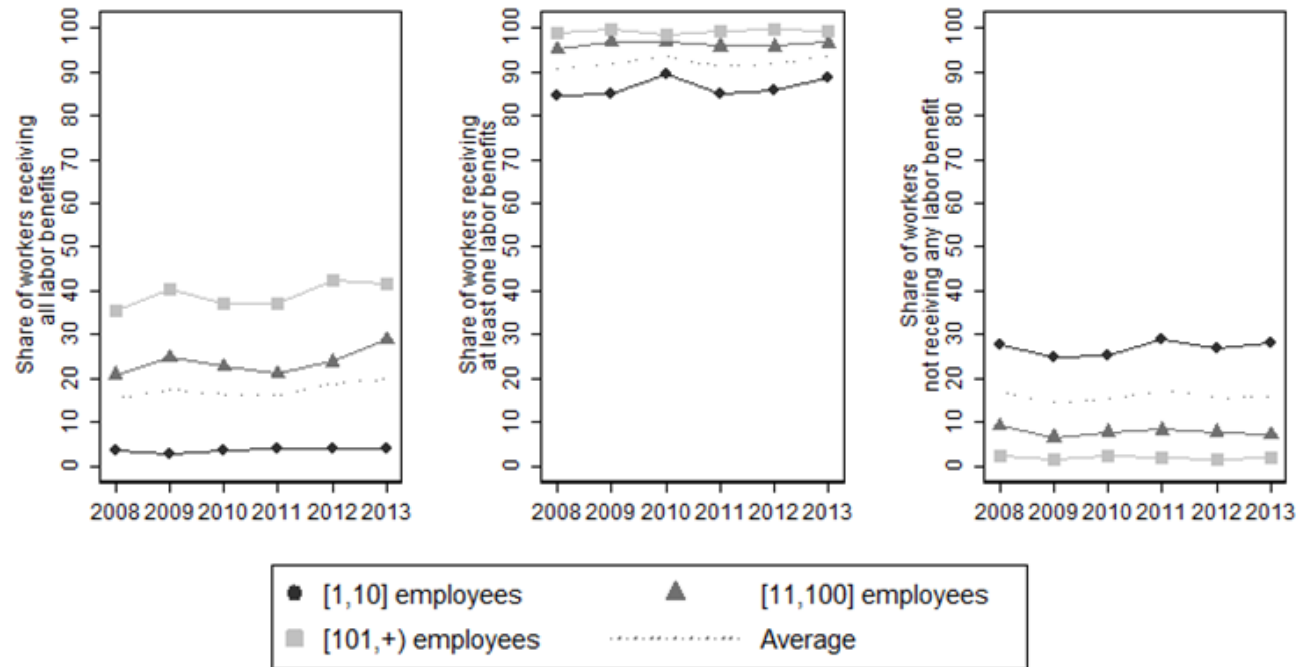 Share of workers receiving
all labor benefits
0 10 20 30 40 50 60 70 80 90 100
2008 2009 2010 2011 2012 2013
Share of workers receiving
at least one labor benefits
0 10 20 30 40 50 60 70 80 90 100
2008 2009 2010 2011 2012 2013
Share of workers
not receiving any labor benefit
0 10 20 30 40 50 60 70 80 90 100
2008 2009 2010 2011 2012 2013
[1,10] employees
[11,100] employees
[101,+) employees
Average